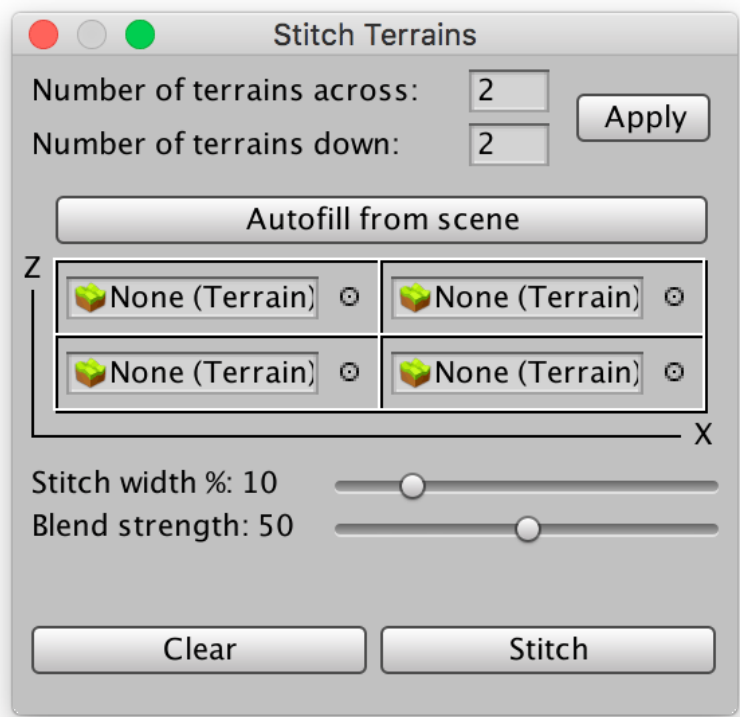 Stitch Terrains
Number of terrains across: 2
Apply
Number of terrains down: 2
Autofill from scene
Z
None (Terrain) None (Terrain)
None (Terrain) None (Terrain)
X
Stitch width %: 10
Blend strength: 50
Clear Stitch